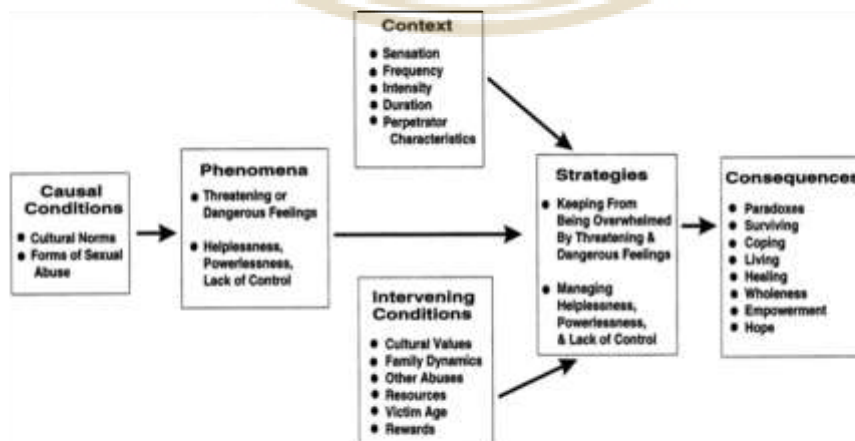 Context
● Sensation
● Frequency
● Intensity
● Duration
● Perpetrator
Characteristics
Phenomena
● Threatening or
Dangerous Feelings
● Helplessness,
Powerlessness,
Lack of Control
Causal
Conditions
● Cultural Norms
● Forms of Sexual
Abuse
Strategies
● Keeping From
Being Overwhelmed
By Threatening &
Dangerous Feelings
● Managing
Helplessness,
Powerlessness,
& Lack of Control
Consequences
● Paradoxes
● Surviving
● Coping
● Living
● Healing
● Wholeness
● Empowerment
● Hope
Intervening
Conditions
● Cultural Values
● Family Dynamics
● Other Abuses
● Resources
● Victim Age
● Rewards